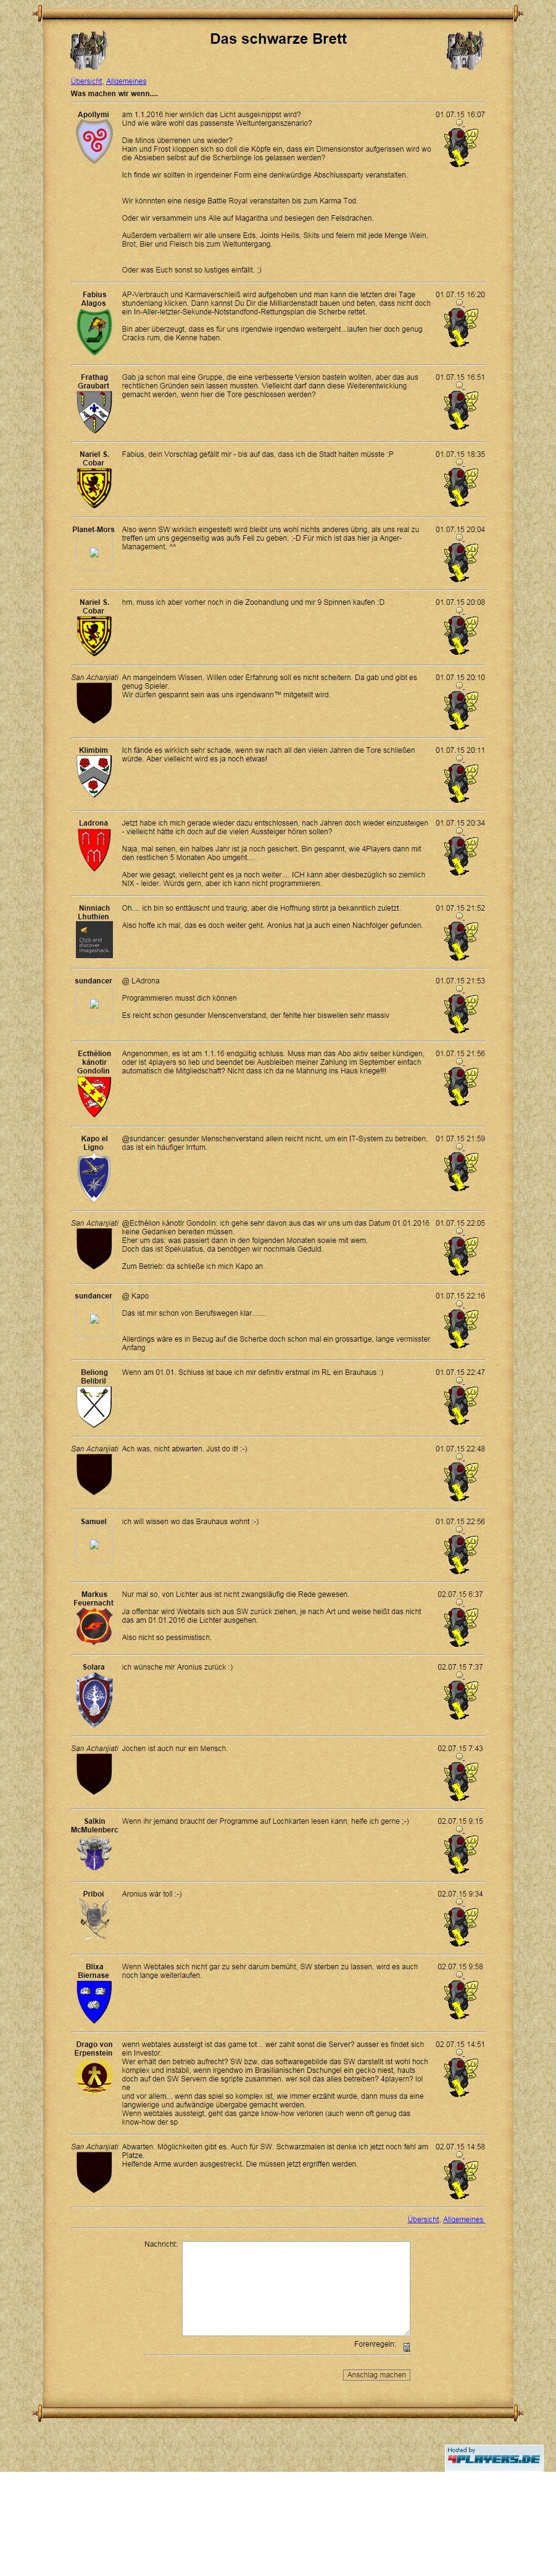 Das schwarze Brett
Übersicht, Allgemeines
Was machen wir wenn....
Apollymi
am 1.1.2016 hier wirklich das Licht ausgeknippst wird?
Und wie wäre wohl das passenste Weltunterganszenario?
01.07.15 16:07
Die Minos überrenen uns wieder?
Hain und Frost kloppen sich so doll die Köpfe ein, dass ein Dimensionstor aufgerissen wird wo
die Absieben selbst auf die Scherblinge los gelassen werden?
Ich finde wir sollten in irgendeiner Form eine denkwürdige Abschlussparty veranstalten.
Wir könnnten eine riesige Battle Royal veranstalten bis zum Karma Tod.
Oder wir versammeln uns Alle auf Magaritha und besiegen den Felsdrachen.
Außerdem verballern wir alle unsere Eds, Joints Heilis, Skits und feiern mit jede Menge Wein,
Brot, Bier und Fleisch bis zum Weltuntergang.
Oder was Euch sonst so lustiges einfällt. ;)
Fabius
Alagos
AP-Verbrauch und Karmaverschleiß wird aufgehoben und man kann die letzten drei Tage
stundenlang klicken. Dann kannst Du Dir die Milliardenstadt bauen und beten, dass nicht doch
ein In-Aller-letzter-Sekunde-Notstandfond-Rettungsplan die Scherbe rettet.
01.07.15 16:20
Bin aber überzeugt, dass es für uns irgendwie irgendwo weitergeht...laufen hier doch genug
Cracks rum, die Kenne haben.
Frathag
Graubart
Gab ja schon mal eine Gruppe, die eine verbesserte Version basteln wollten, aber das aus
rechtlichen Gründen sein lassen mussten. Vielleicht darf dann diese Weiterentwicklung
gemacht werden, wenn hier die Tore geschlossen werden?
01.07.15 16:51
Nariel S.
Cobar
Fabius, dein Vorschlag gefällt mir - bis auf das, dass ich die Stadt halten müsste :P
01.07.15 18:35
Planet-Mors
Also wenn SW wirklich eingestellt wird bleibt uns wohl nichts anderes übrig, als uns real zu
treffen um uns gegenseitig was aufs Fell zu geben. :-D Für mich ist das hier ja Anger-
Management. ^^
01.07.15 20:04
Nariel S.
Cobar
hm, muss ich aber vorher noch in die Zoohandlung und mir 9 Spinnen kaufen :D
01.07.15 20:08
San Achanjiati
An mangelndem Wissen, Willen oder Erfahrung soll es nicht scheitern. Da gab und gibt es
genug Spieler.
Wir dürfen gespannt sein was uns irgendwann™ mitgeteilt wird.
01.07.15 20:10
Klimbim
Ich fände es wirklich sehr schade, wenn sw nach all den vielen Jahren die Tore schließen
würde. Aber vielleicht wird es ja noch etwas!
01.07.15 20:11
Ladrona
Jetzt habe ich mich gerade wieder dazu entschlossen, nach Jahren doch wieder einzusteigen
- vielleicht hätte ich doch auf die vielen Aussteiger hören sollen?
01.07.15 20:34
Naja, mal sehen, ein halbes Jahr ist ja noch gesichert. Bin gespannt, wie 4Players dann mit
den restlichen 5 Monaten Abo umgeht....
Aber wie gesagt, vielleicht geht es ja noch weiter.... ICH kann aber diesbezüglich so ziemlich
NIX - leider. Würds gern, aber ich kann nicht programmieren.
Ninniach
Lhuthien
Oh.... ich bin so enttäuscht und traurig, aber die Hoffnung stirbt ja bekanntlich zuletzt.
01.07.15 21:52
Also hoffe ich mal, das es doch weiter geht. Aronius hat ja auch einen Nachfolger gefunden.
Click and
discover
imageshack.
sundancer
@ LAdrona
01.07.15 21:53
Programmieren musst dich können
Es reicht schon gesunder Menscenverstand, der fehlte hier bisweilen sehr massiv
Ecthêlion
kánotir
Gondolin
Angenommen, es ist am 1.1.16 endgültig schluss. Muss man das Abo aktiv selber kündigen,
oder ist 4players so lieb und beendet bei Ausbleiben meiner Zahlung im September einfach
automatisch die Mitgliedschaft? Nicht dass ich da ne Mahnung ins Haus kriege!!!!
01.07.15 21:56
Kapo el
Ligno
@sundancer: gesunder Menschenverstand allein reicht nicht, um ein IT-System zu betreiben,
das ist ein häufiger Irrtum.
01.07.15 21:59
San Achanjiati
@Ecthêlion kánotir Gondolin: ich gehe sehr davon aus das wir uns um das Datum 01.01.2016
keine Gedanken bereiten müssen.
Eher um das: was passiert dann in den folgenden Monaten sowie mit wem.
Doch das ist Spekulatius, da benötigen wir nochmals Geduld.
01.07.15 22:05
Zum Betrieb: da schließe ich mich Kapo an.
sundancer
@ Kapo
01.07.15 22:16
Das ist mir schon von Berufswegen klar.......
Allerdings wäre es in Bezug auf die Scherbe doch schon mal ein grossartige, lange vermisster
Anfang
Beliong
Belibril
Wenn am 01.01. Schluss ist baue ich mir definitiv erstmal im RL ein Brauhaus :)
01.07.15 22:47
San Achanjiati
Ach was, nicht abwarten. Just do it! :-)
01.07.15 22:48
Samuel
ich will wissen wo das Brauhaus wohnt :-)
01.07.15 22:56
Markus
Feuernacht
Nur mal so, von Lichter aus ist nicht zwangsläufig die Rede gewesen.
02.07.15 6:37
Ja offenbar wird Webtails sich aus SW zurück ziehen, je nach Art und weise heißt das nicht
das am 01.01.2016 die Lichter ausgehen.
Also nicht so pessimistisch.
Solara
ich wünsche mir Aronius zurück :)
02.07.15 7:37
San Achanjiati
Jochen ist auch nur ein Mensch.
02.07.15 7:43
Salkin
McMulenberc
Wenn ihr jemand braucht der Programme auf Lochkarten lesen kann, helfe ich gerne ;-)
02.07.15 9:15
Priboi
Aronius wär toll :-)
02.07.15 9:34
Blixa
Biernase
Wenn Webtales sich nicht gar zu sehr darum bemüht, SW sterben zu lassen, wird es auch
noch lange weiterlaufen.
02.07.15 9:58
Drago von
Erpenstein
wenn webtales aussteigt ist das game tot... wer zahlt sonst die Server? ausser es findet sich
ein Investor.
Wer erhält den betrieb aufrecht? SW bzw. das softwaregebilde das SW darstellt ist wohl hoch
komplex und instabil, wenn irgendwo im Brasilianischen Dschungel ein gecko niest, hauts
doch auf den SW Servern die scripte zusammen. wer soll das alles betreiben? 4players? lol
ne
und vor allem... wenn das spiel so komplex ist, wie immer erzählt wurde, dann muss da eine
langwierige und aufwändige übergabe gemacht werden.
Wenn webtales aussteigt, geht das ganze know-how verloren (auch wenn oft genug das
know-how der sp
02.07.15 14:51
San Achanjiati
Abwarten. Möglichkeiten gibt es. Auch für SW. Schwarzmalen ist denke ich jetzt noch fehl am
Platze.
Helfende Arme wurden ausgestreckt. Die müssen jetzt ergriffen werden.
02.07.15 14:58
Übersicht, Allgemeines
Nachricht:
Forenregeln:
Anschlag machen
Hosted by
4PLAYERS.DE